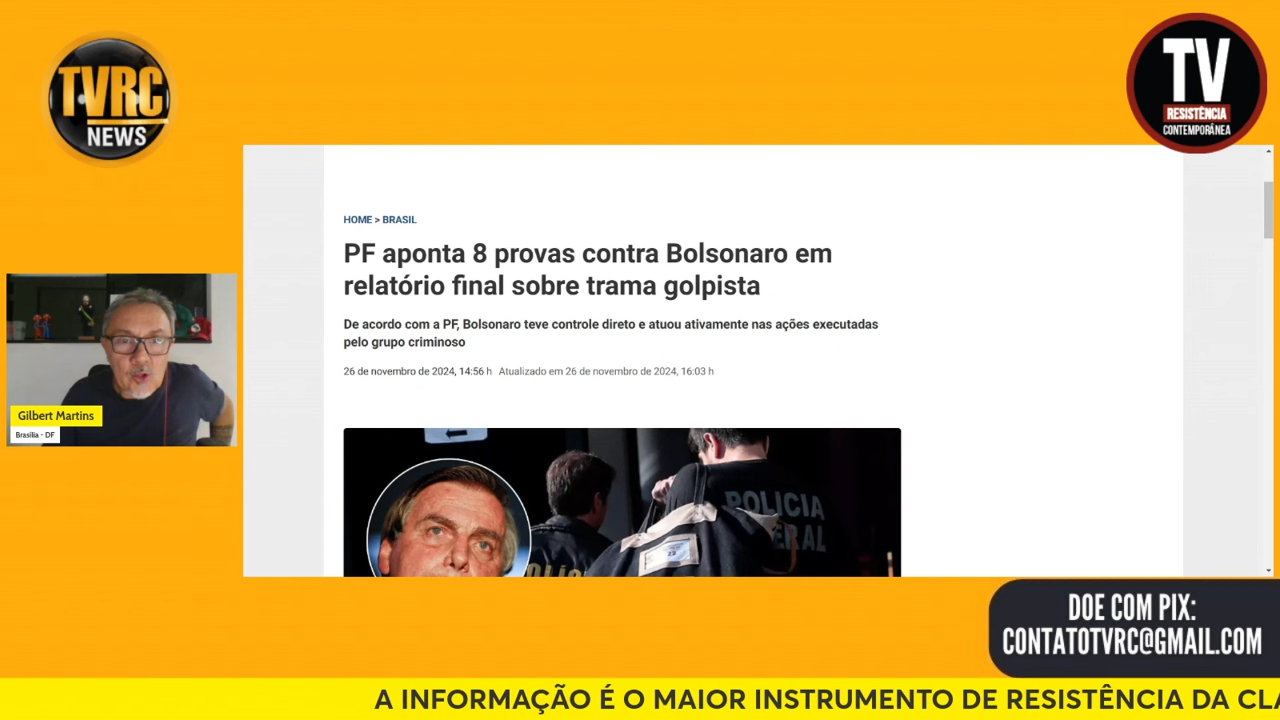 TVRC
NEWS
TV
RESISTÊNCIA
CONTEMPORÂNEA
HOME > BRASIL
PF aponta 8 provas contra Bolsonaro em
relatório final sobre trama golpista
De acordo com a PF, Bolsonaro teve controle direto e atuou ativamente nas ações executadas
pelo grupo criminoso
26 de novembro de 2024, 14:56 h Atualizado em 26 de novembro de 2024, 16:03 h
POLICIA
Gilbert Martins
Brasília - DF
DOE COM PIX:
CONTATOTVRC@GMAIL.COM
A INFORMAÇÃO É O MAIOR INSTRUMENTO DE RESISTÊNCIA DA CLA